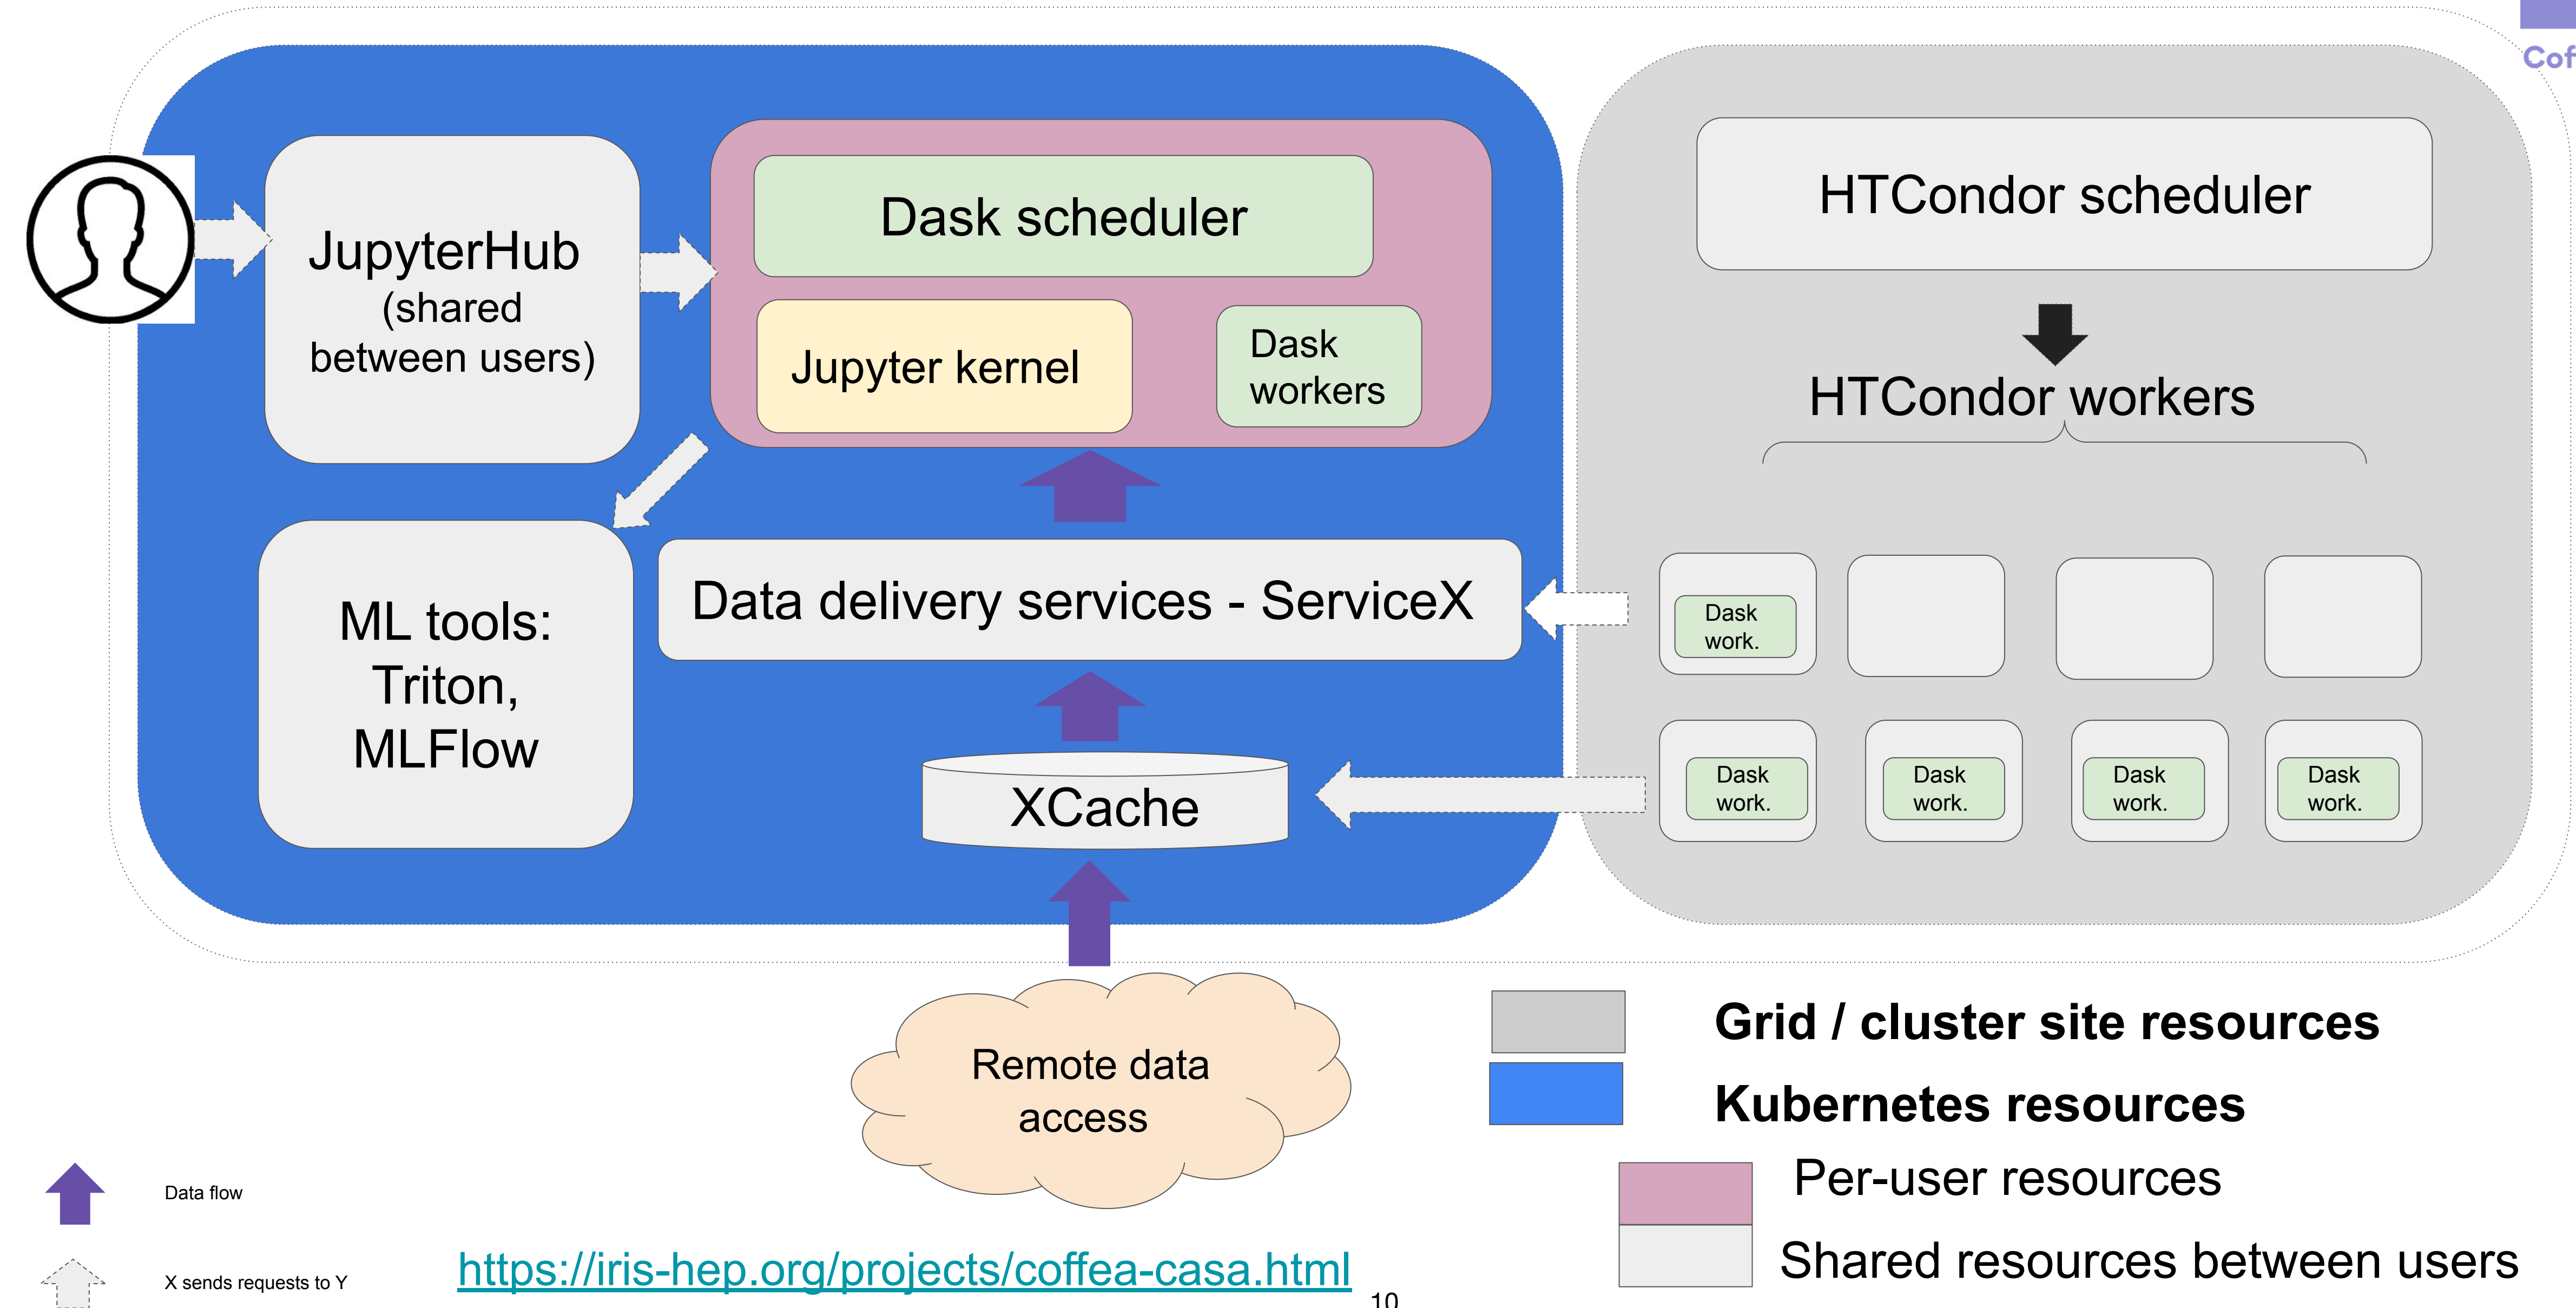 Cof
JupyterHub
(shared
between users)
Dask scheduler
Jupyter kernel
Dask
workers
HTCondor scheduler
HTCondor workers
ML tools:
Triton,
MLFlow
Data delivery services - ServiceX
XCache
Dask
work.
Dask
work.
Dask
work.
Dask
work.
Dask
work.
Remote data
access
Grid / cluster site resources
Kubernetes resources
Per-user resources
Shared resources between users
Data flow
X sends requests to Y
https://iris-hep.org/projects/coffea-casa.html
10